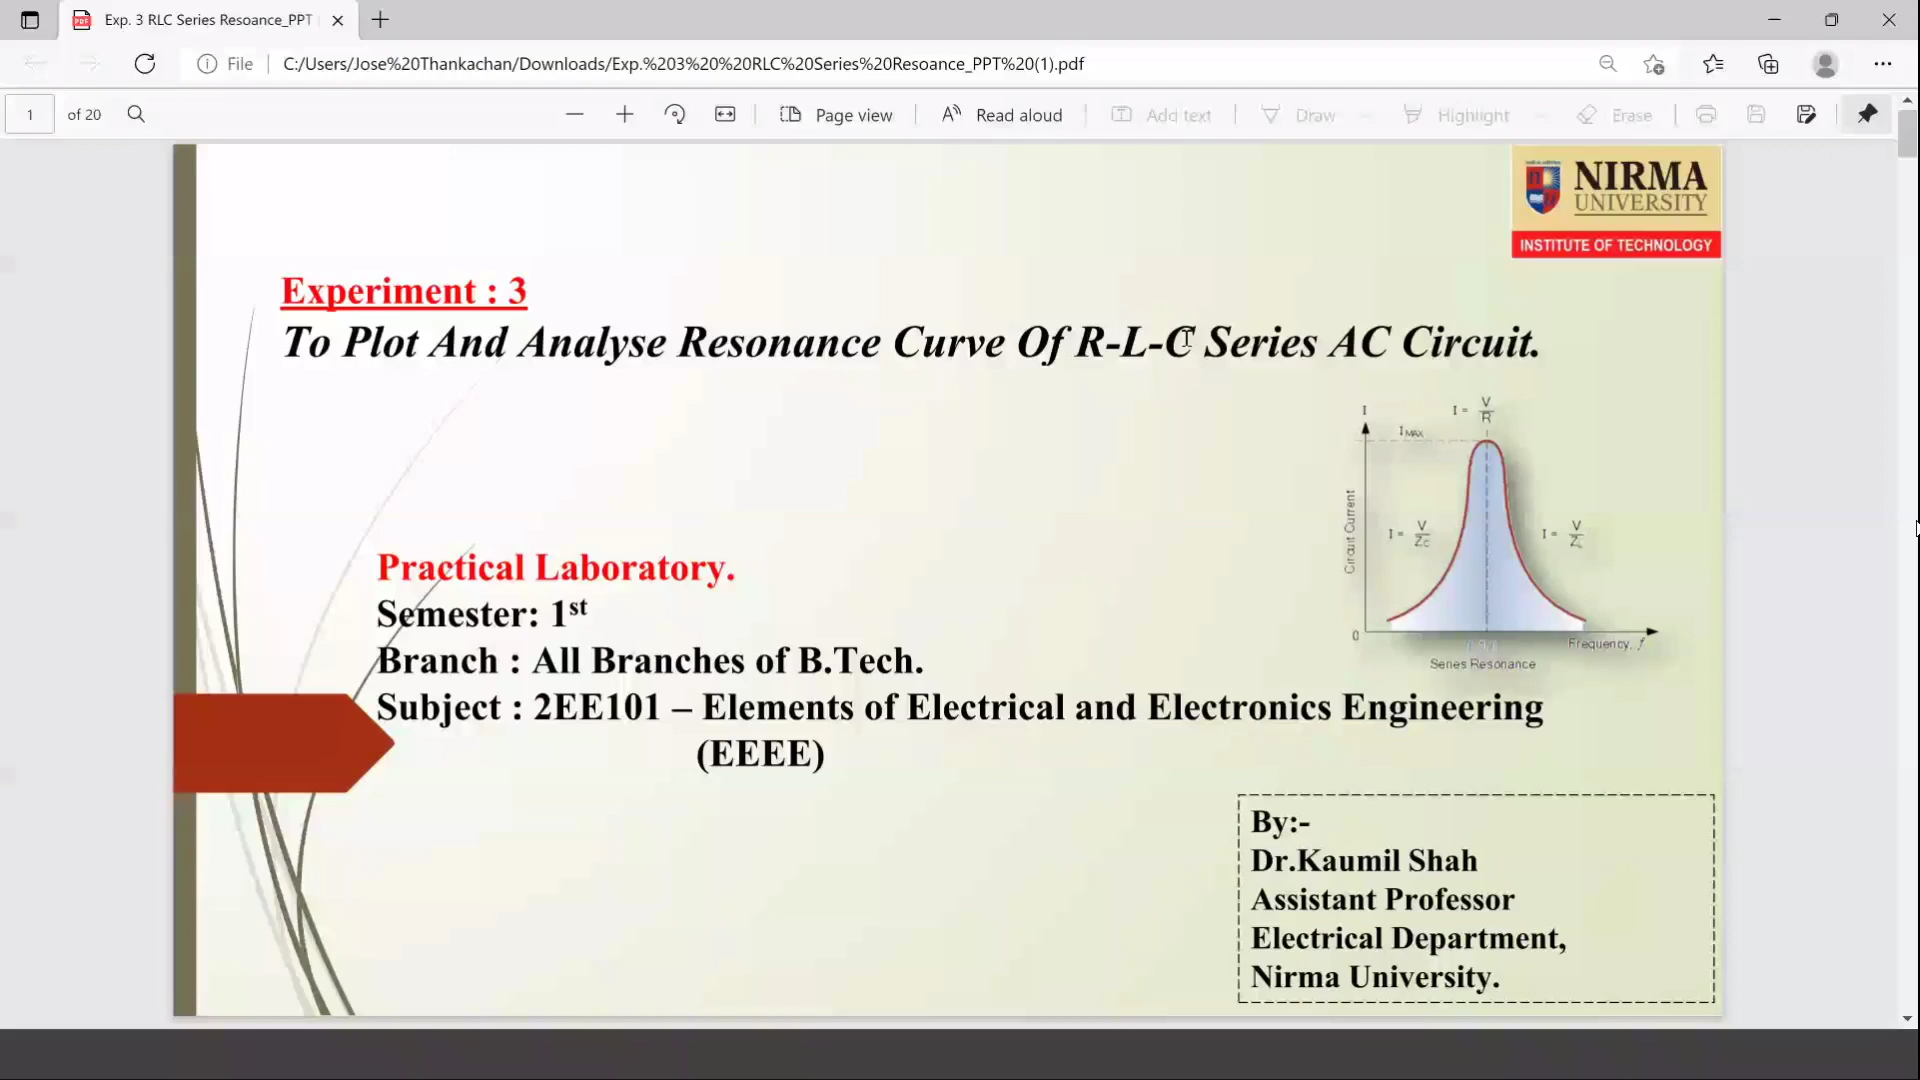 Exp. 3 RLC Series Resoance_PPT
File
C:/Users/Jose%20Thankachan/Downloads/Exp.%203%20%20RLC%20Series%20Resoance_PPT%20(1).pdf
1 of 20
Page view
Read aloud
Add text
Draw
Highlight
Erase
NIRMA
UNIVERSITY
INSTITUTE OF TECHNOLOGY
Experiment : 3
To Plot And Analyse Resonance Curve Of R-L-C Series AC Circuit.
I
I = V/R
IMAX
Circuit Current
I = V/ZC
I = V/ZL
0
Frequency, f
Series Resonance
Practical Laboratory.
Semester: 1st
Branch : All Branches of B.Tech.
Subject : 2EE101 – Elements of Electrical and Electronics Engineering
(EEEE)
By:-
Dr.Kaumil Shah
Assistant Professor
Electrical Department,
Nirma University.